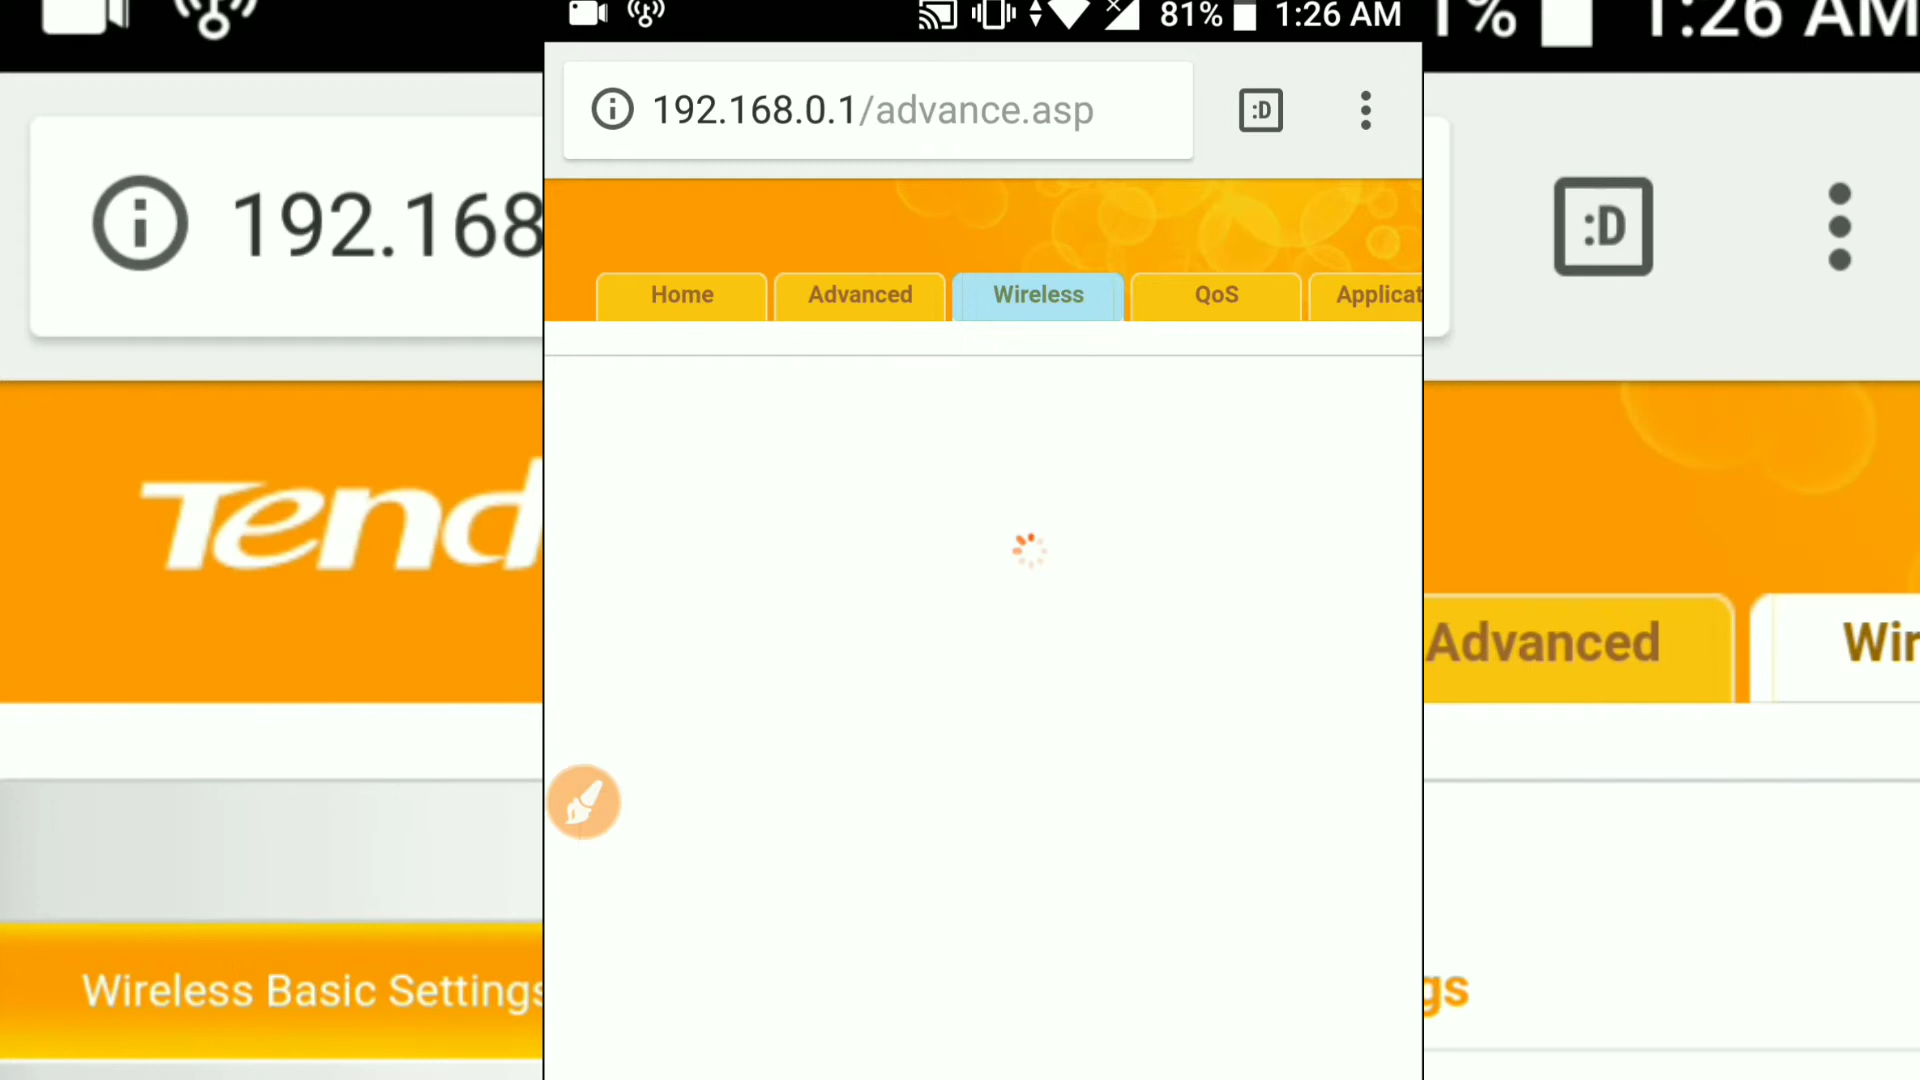 81% 1:26 AM
1% 1:26 AM
192.168.0.1/advance.asp
:D
192.168
:D
Home Advanced Wireless QoS Applicat
Tend
Advanced Wir
Wireless Basic Settings
gs